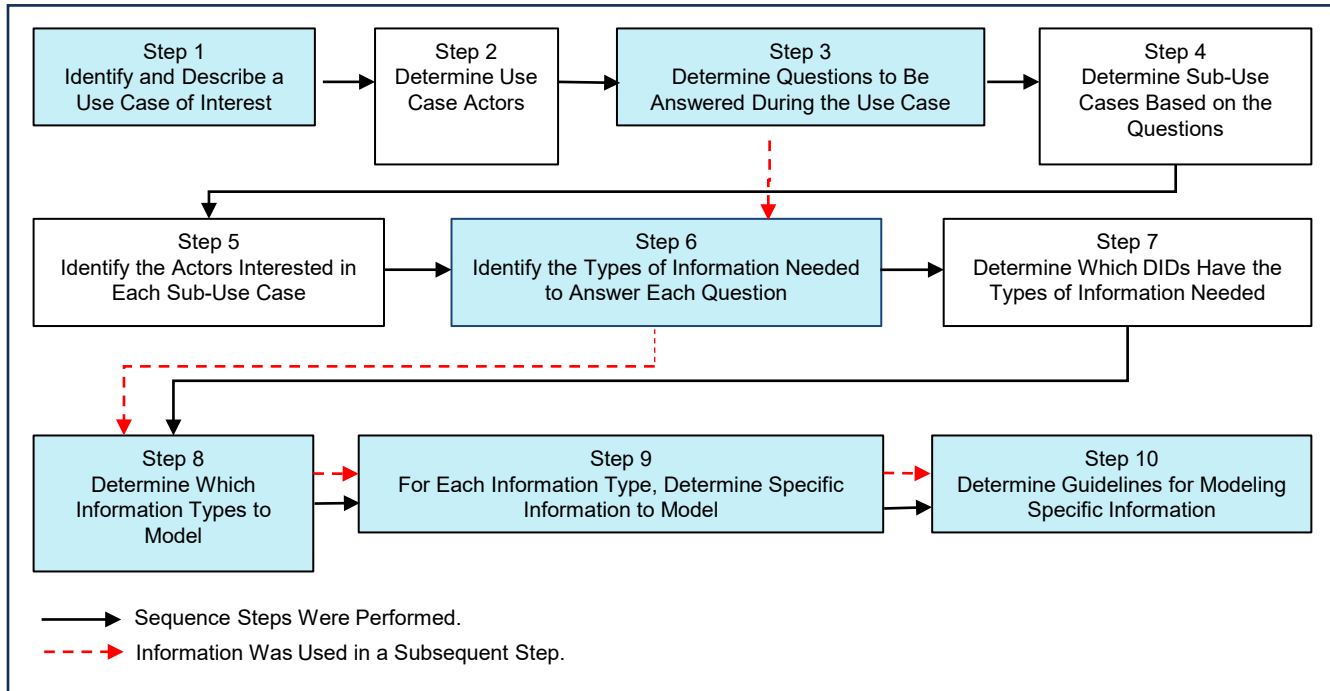 Step 1
Identify and Describe a
Use Case of Interest
Step 2
Determine Use
Case Actors
Step 3
Determine Questions to Be
Answered During the Use Case
Step 4
Determine Sub-Use
Cases Based on the
Questions
Step 5
Identify the Actors Interested in
Each Sub-Use Case
Step 6
Identify the Types of Information Needed
to Answer Each Question
Step 7
Determine Which DIDs Have the
Types of Information Needed
Step 8
Determine Which
Information Types to
Model
Step 9
For Each Information Type, Determine Specific
Information to Model
Step 10
Determine Guidelines for Modeling
Specific Information
Sequence Steps Were Performed.
Information Was Used in a Subsequent Step.